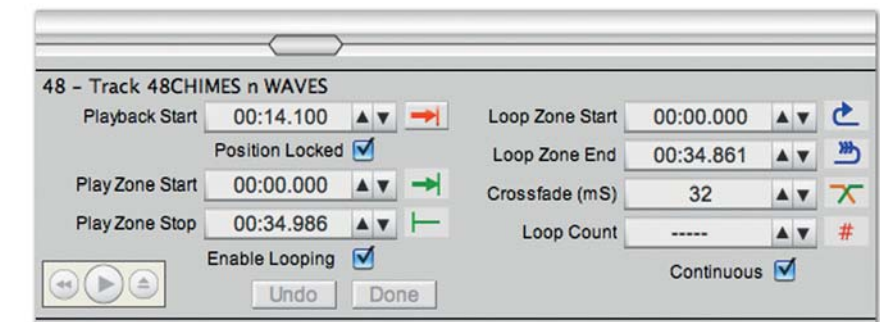 48 – Track 48CHIMES n WAVES
Playback Start 00:14.100
Position Locked
Play Zone Start 00:00.000
Play Zone Stop 00:34.986
Enable Looping
Undo Done
Loop Zone Start 00:00.000
Loop Zone End 00:34.861
Crossfade (mS) 32
Loop Count ----- #
Continuous